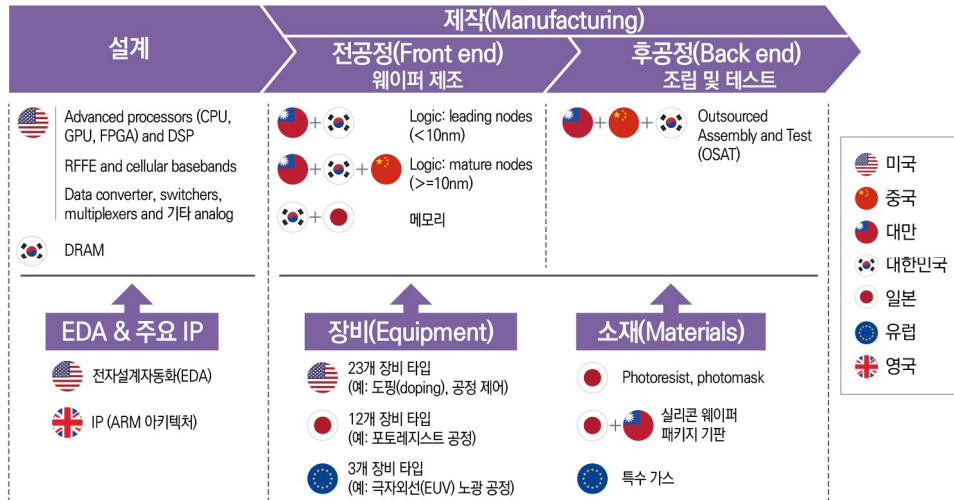 설계
제작(Manufacturing)
전공정(Front end)
웨이퍼 제조
후공정(Back end)
조립 및 테스트
Advanced processors (CPU,
GPU, FPGA) and DSP
RFFE and cellular basebands
Data converter, switchers,
multiplexers and 기타 analog
DRAM
Logic: leading nodes
(<10nm)
Logic: mature nodes
(>=10nm)
메모리
Outsourced
Assembly and Test
(OSAT)
미국
중국
대만
대한민국
일본
유럽
영국
EDA & 주요 IP
전자설계자동화(EDA)
IP (ARM 아키텍처)
장비(Equipment)
23개 장비 타입
(예: 도핑(doping), 공정 제어)
12개 장비 타입
(예: 포토레지스트 공정)
3개 장비 타입
(예: 극자외선(EUV) 노광 공정)
소재(Materials)
Photoresist, photomask,
실리콘 웨이퍼
패키지 기판
특수 가스